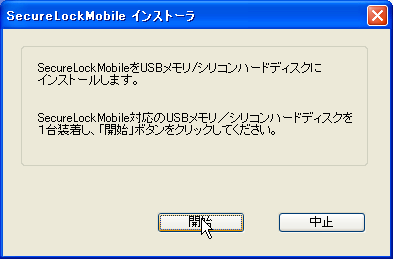 SecureLockMobile インストーラ
SecureLockMobileをUSBメモリ/シリコンハードディスクに
インストールします。
SecureLockMobile対応のUSBメモリ／シリコンハードディスクを
１台装着し、「開始」ボタンをクリックしてください。
開始 中止